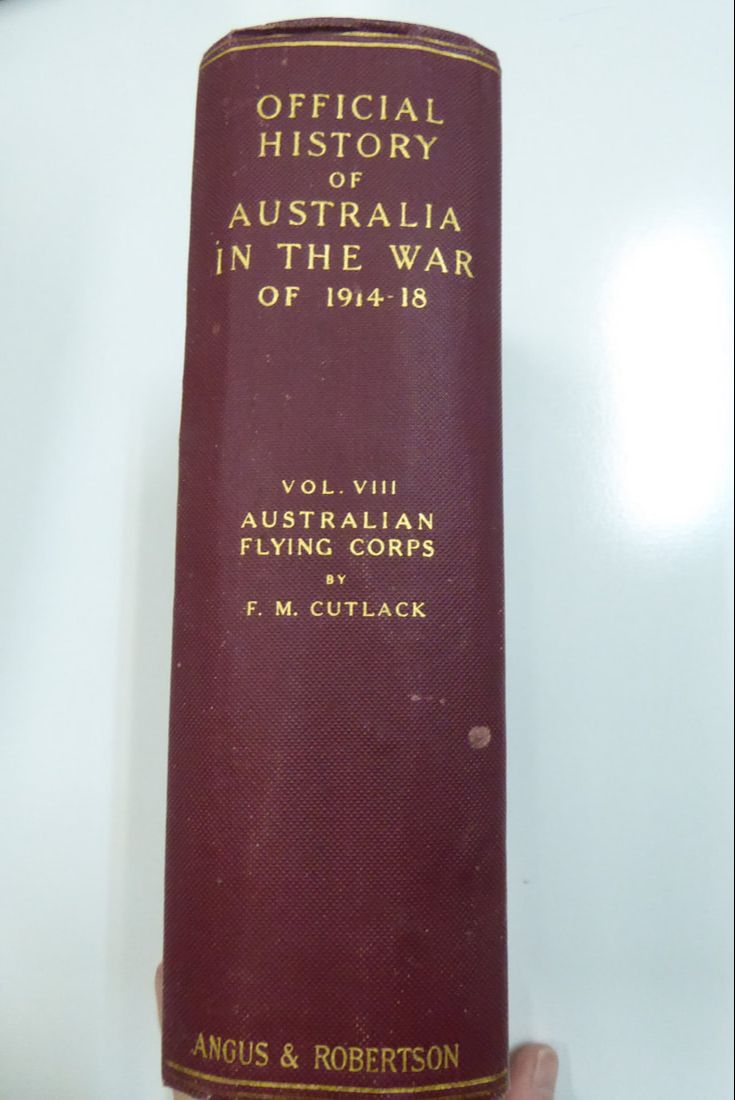 OFFICIAL
HISTORY
OF
AUSTRALIA
IN THE WAR
OF 1914-18
VOL. VIII
AUSTRALIAN
FLYING CORPS
BY
F. M. CUTLACK
ANGUS & ROBERTSON